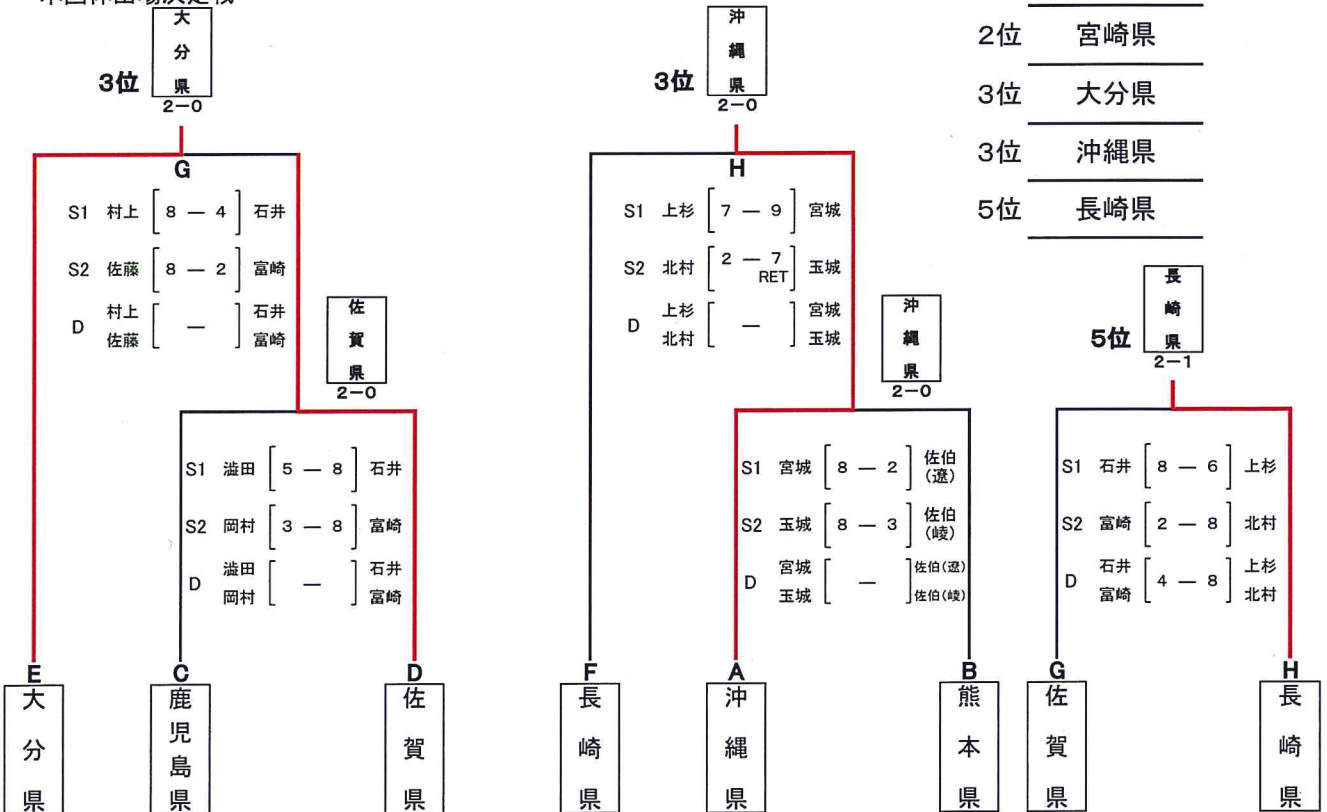 大分県
3位
2-0
G
S1 村上 [ 8 — 4 ] 石井
S2 佐藤 [ 8 — 2 ] 富崎
D 村上 佐藤 [ — ] 石井 富崎
佐賀県
2-0
S1 澁田 [ 5 — 8 ] 石井
S2 岡村 [ 3 — 8 ] 富崎
D 澁田 岡村 [ — ] 石井 富崎
E
大分県
C
鹿児島県
D
佐賀県
沖縄県
3位
2-0
H
S1 上杉 [ 7 — 9 ] 宮城
S2 北村 [ 2 — 7 RET ] 玉城
D 上杉 北村 [ — ] 宮城 玉城
沖縄県
2-0
S1 宮城 [ 8 — 2 ] 佐伯(遼)
S2 玉城 [ 8 — 3 ] 佐伯(崚)
D 宮城 玉城 [ — ] 佐伯(遼) 佐伯(崚)
F
長崎県
A
沖縄県
B
熊本県
2位 宮崎県
3位 大分県
3位 沖縄県
5位 長崎県
長崎県
5位
2-1
S1 石井 [ 8 — 6 ] 上杉
S2 富崎 [ 2 — 8 ] 北村
D 石井 富崎 [ 4 — 8 ] 上杉 北村
G
佐賀県
H
長崎県